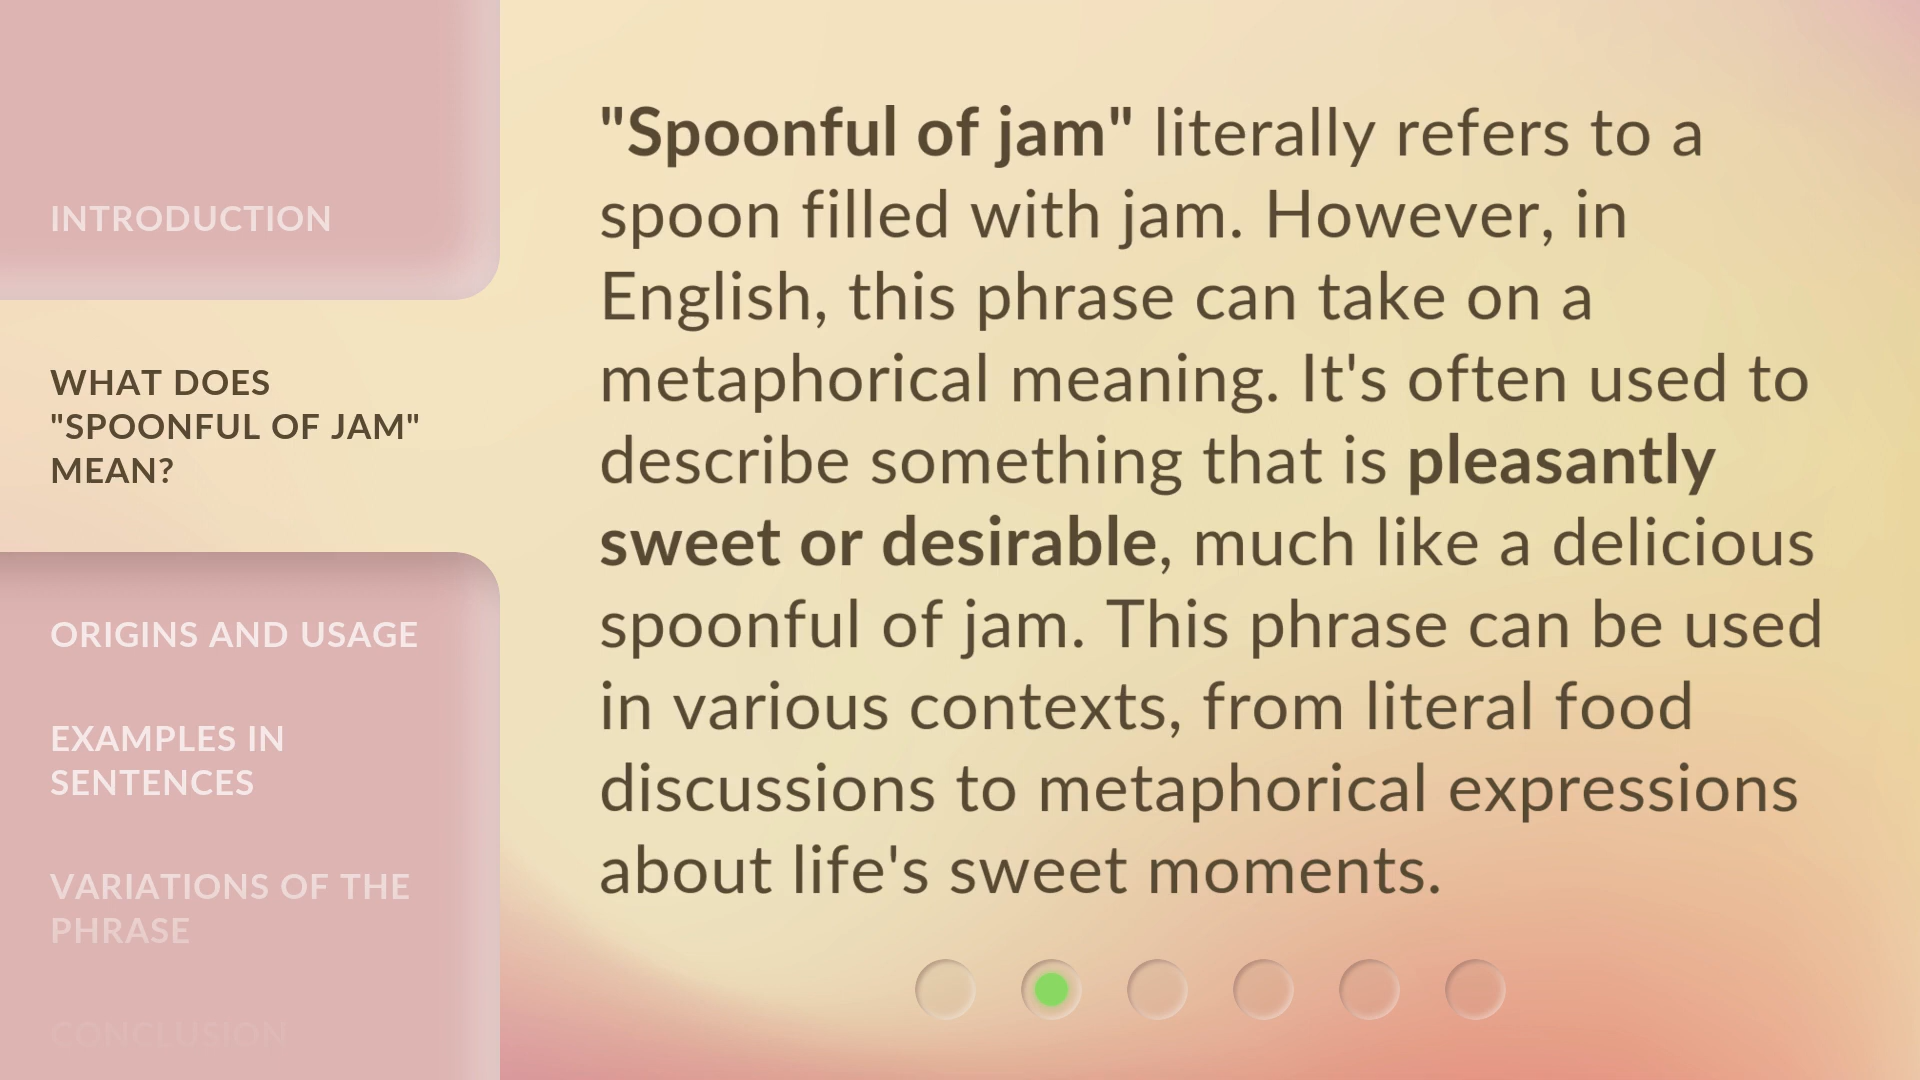 INTRODUCTION
WHAT DOES
"SPOONFUL OF JAM"
MEAN?
ORIGINS AND USAGE
EXAMPLES IN
SENTENCES
VARIATIONS OF THE
PHRASE
CONCLUSION
"Spoonful of jam" literally refers to a
spoon filled with jam. However, in
English, this phrase can take on a
metaphorical meaning. It's often used to
describe something that is pleasantly
sweet or desirable, much like a delicious
spoonful of jam. This phrase can be used
in various contexts, from literal food
discussions to metaphorical expressions
about life's sweet moments.